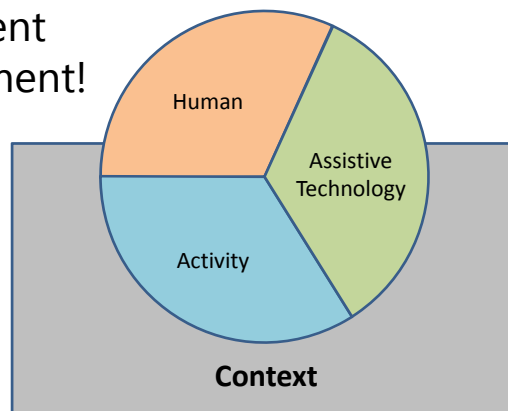 ent
nent!
Human
Assistive
Technology
Activity
Context